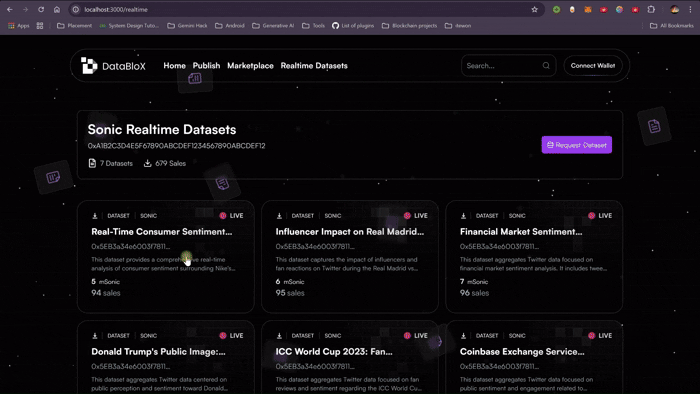 localhost:3000/realtime
Apps
Placement
System Design Tuto...
Gemini Hack
Android
Generative AI
Tools
List of plugins
Blockchain projects
itewon
All Bookmarks
DataBloX
Home Publish Marketplace Realtime Datasets
Search...
Connect Wallet
Sonic Realtime Datasets
0xA1B2C3D4E5F67890ABCDEF1234567890ABCDEF12
7 Datasets 679 Sales
Request Dataset
DATASET SONIC LIVE
Real-Time Consumer Sentiment...
0x5EB3a34e6003f7811...
This dataset provides a comprehensive real-time
analysis of consumer sentiment surrounding Nike's...
5 mSonic
94 sales
DATASET SONIC LIVE
Influencer Impact on Real Madrid...
0x5EB3a34e6003f7811...
This dataset captures the impact of influencers and
fan reactions on Twitter during the Real Madrid vs...
6 mSonic
95 sales
DATASET SONIC LIVE
Financial Market Sentiment...
0x5EB3a34e6003f7811...
This dataset aggregates Twitter data focused on
financial market sentiment analysis. It includes twee...
7 mSonic
96 sales
DATASET SONIC LIVE
Donald Trump's Public Image:...
0x5EB3a34e6003f7811...
This dataset aggregates Twitter data centered on
public perception and sentiment toward Donald...
DATASET SONIC LIVE
ICC World Cup 2023: Fan...
0x5EB3a34e6003f7811...
This dataset aggregates Twitter data focused on fan
reviews and sentiment regarding the ICC World Cup...
DATASET SONIC LIVE
Coinbase Exchange Service...
0x5EB3a34e6003f7811...
This dataset aggregates Twitter data focused on
public sentiment and engagement related to...